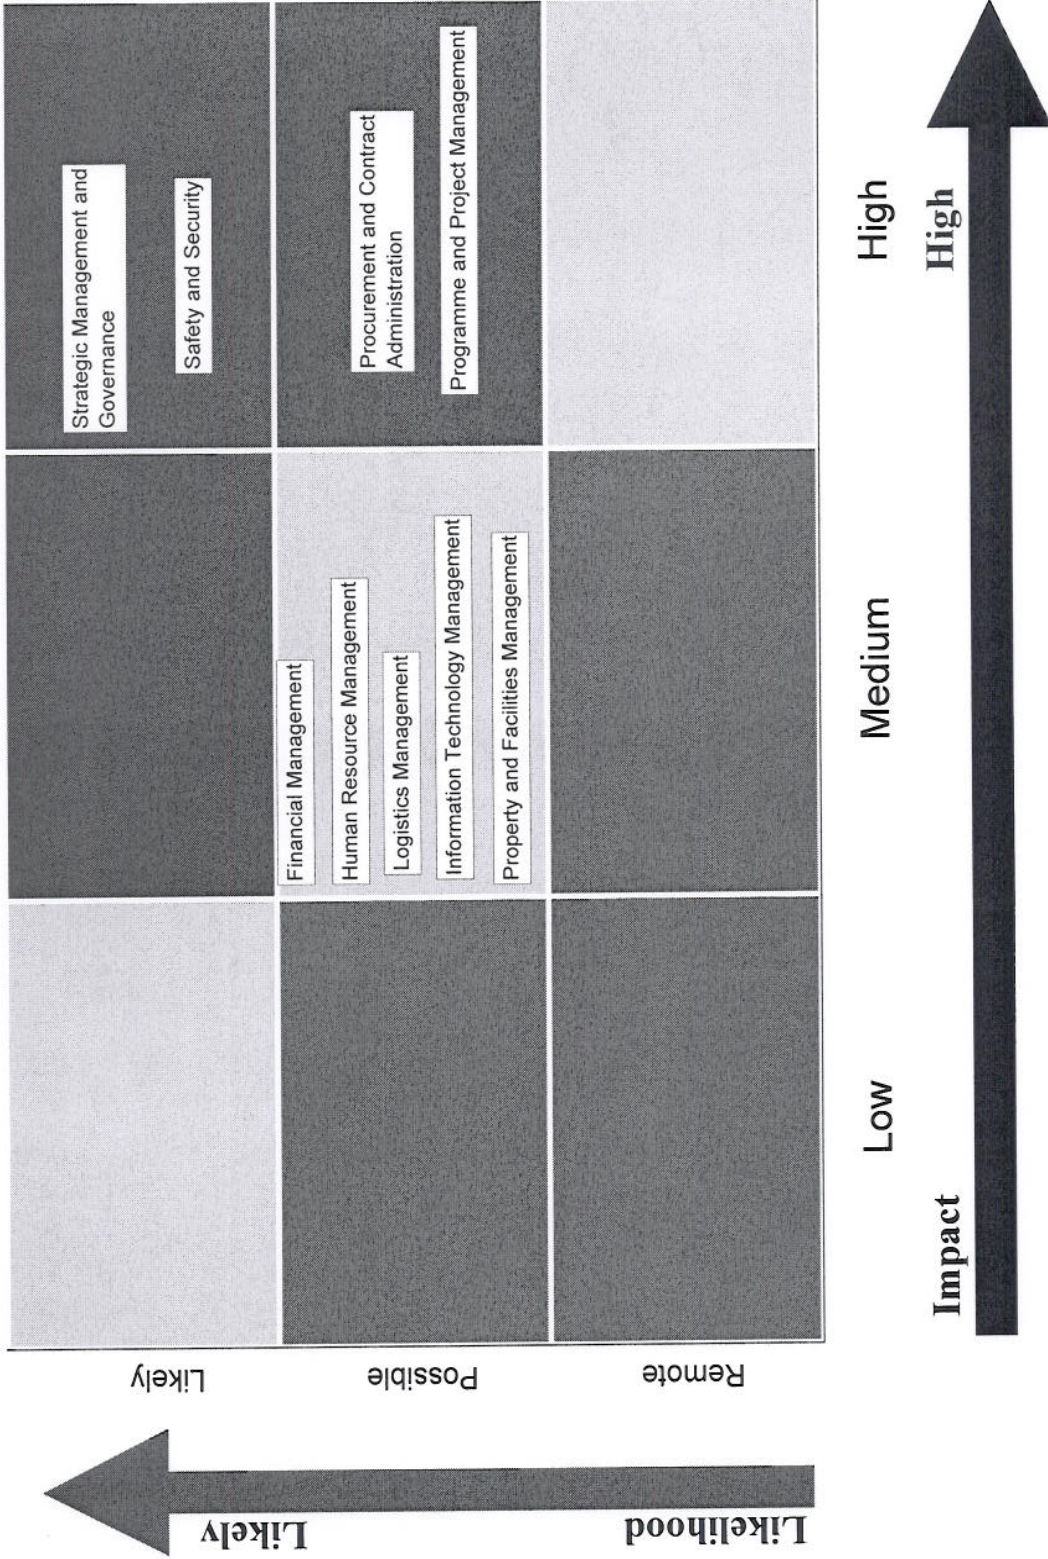 Likely
Likelihood
Likely
Possible
Remote
Strategic Management and
Governance
Safety and Security
Financial Management
Human Resource Management
Logistics Management
Information Technology Management
Property and Facilities Management
Procurement and Contract
Administration
Programme and Project Management
Low
Medium
High
Impact
High